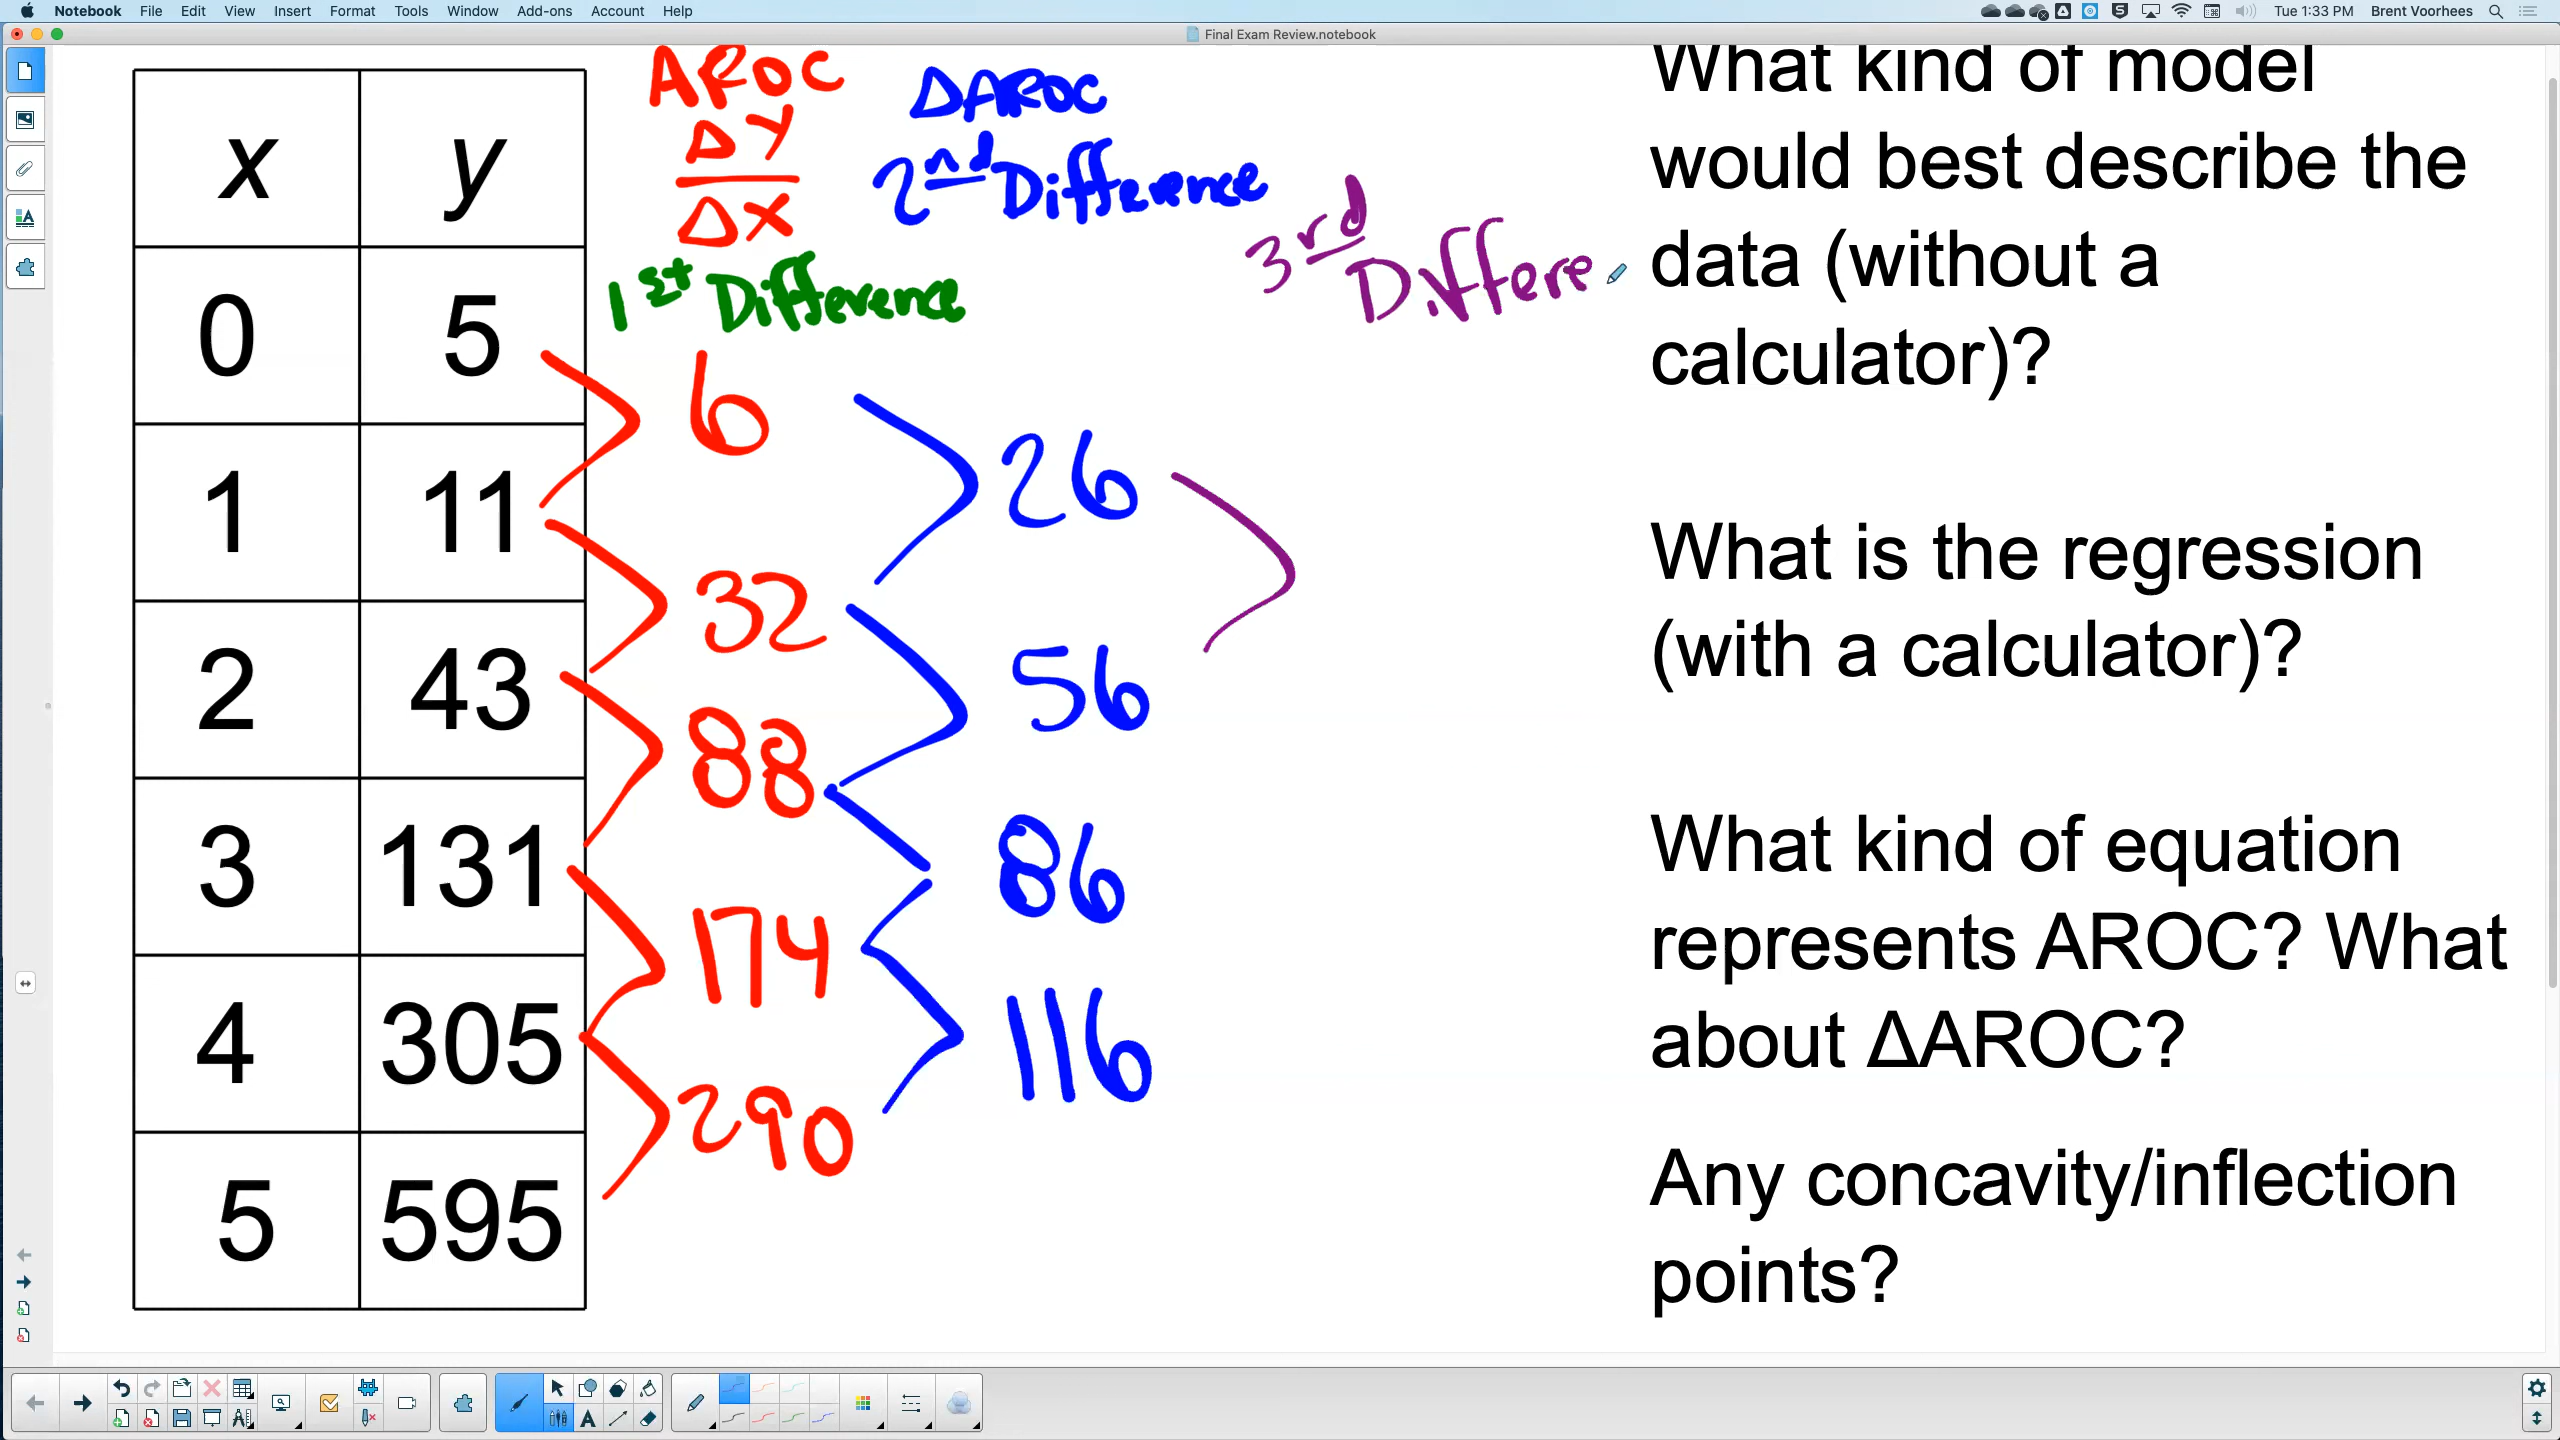 Notebook File Edit View Insert Format Tools Window Add-ons Account Help Tue 1:33 PM Brent Voorhees
Final Exam Review.notebook
x y
0 5
1 11
2 43
3 131
4 305
5 595
AROC
ΔY
ΔX
1st Difference
6
32
88
174
290
ΔAROC
2nd Difference
26
56
86
116
3rd
Differe
What kind of model
would best describe the
data (without a
calculator)?
What is the regression
(with a calculator)?
What kind of equation
represents AROC? What
about ΔAROC?
Any concavity/inflection
points?